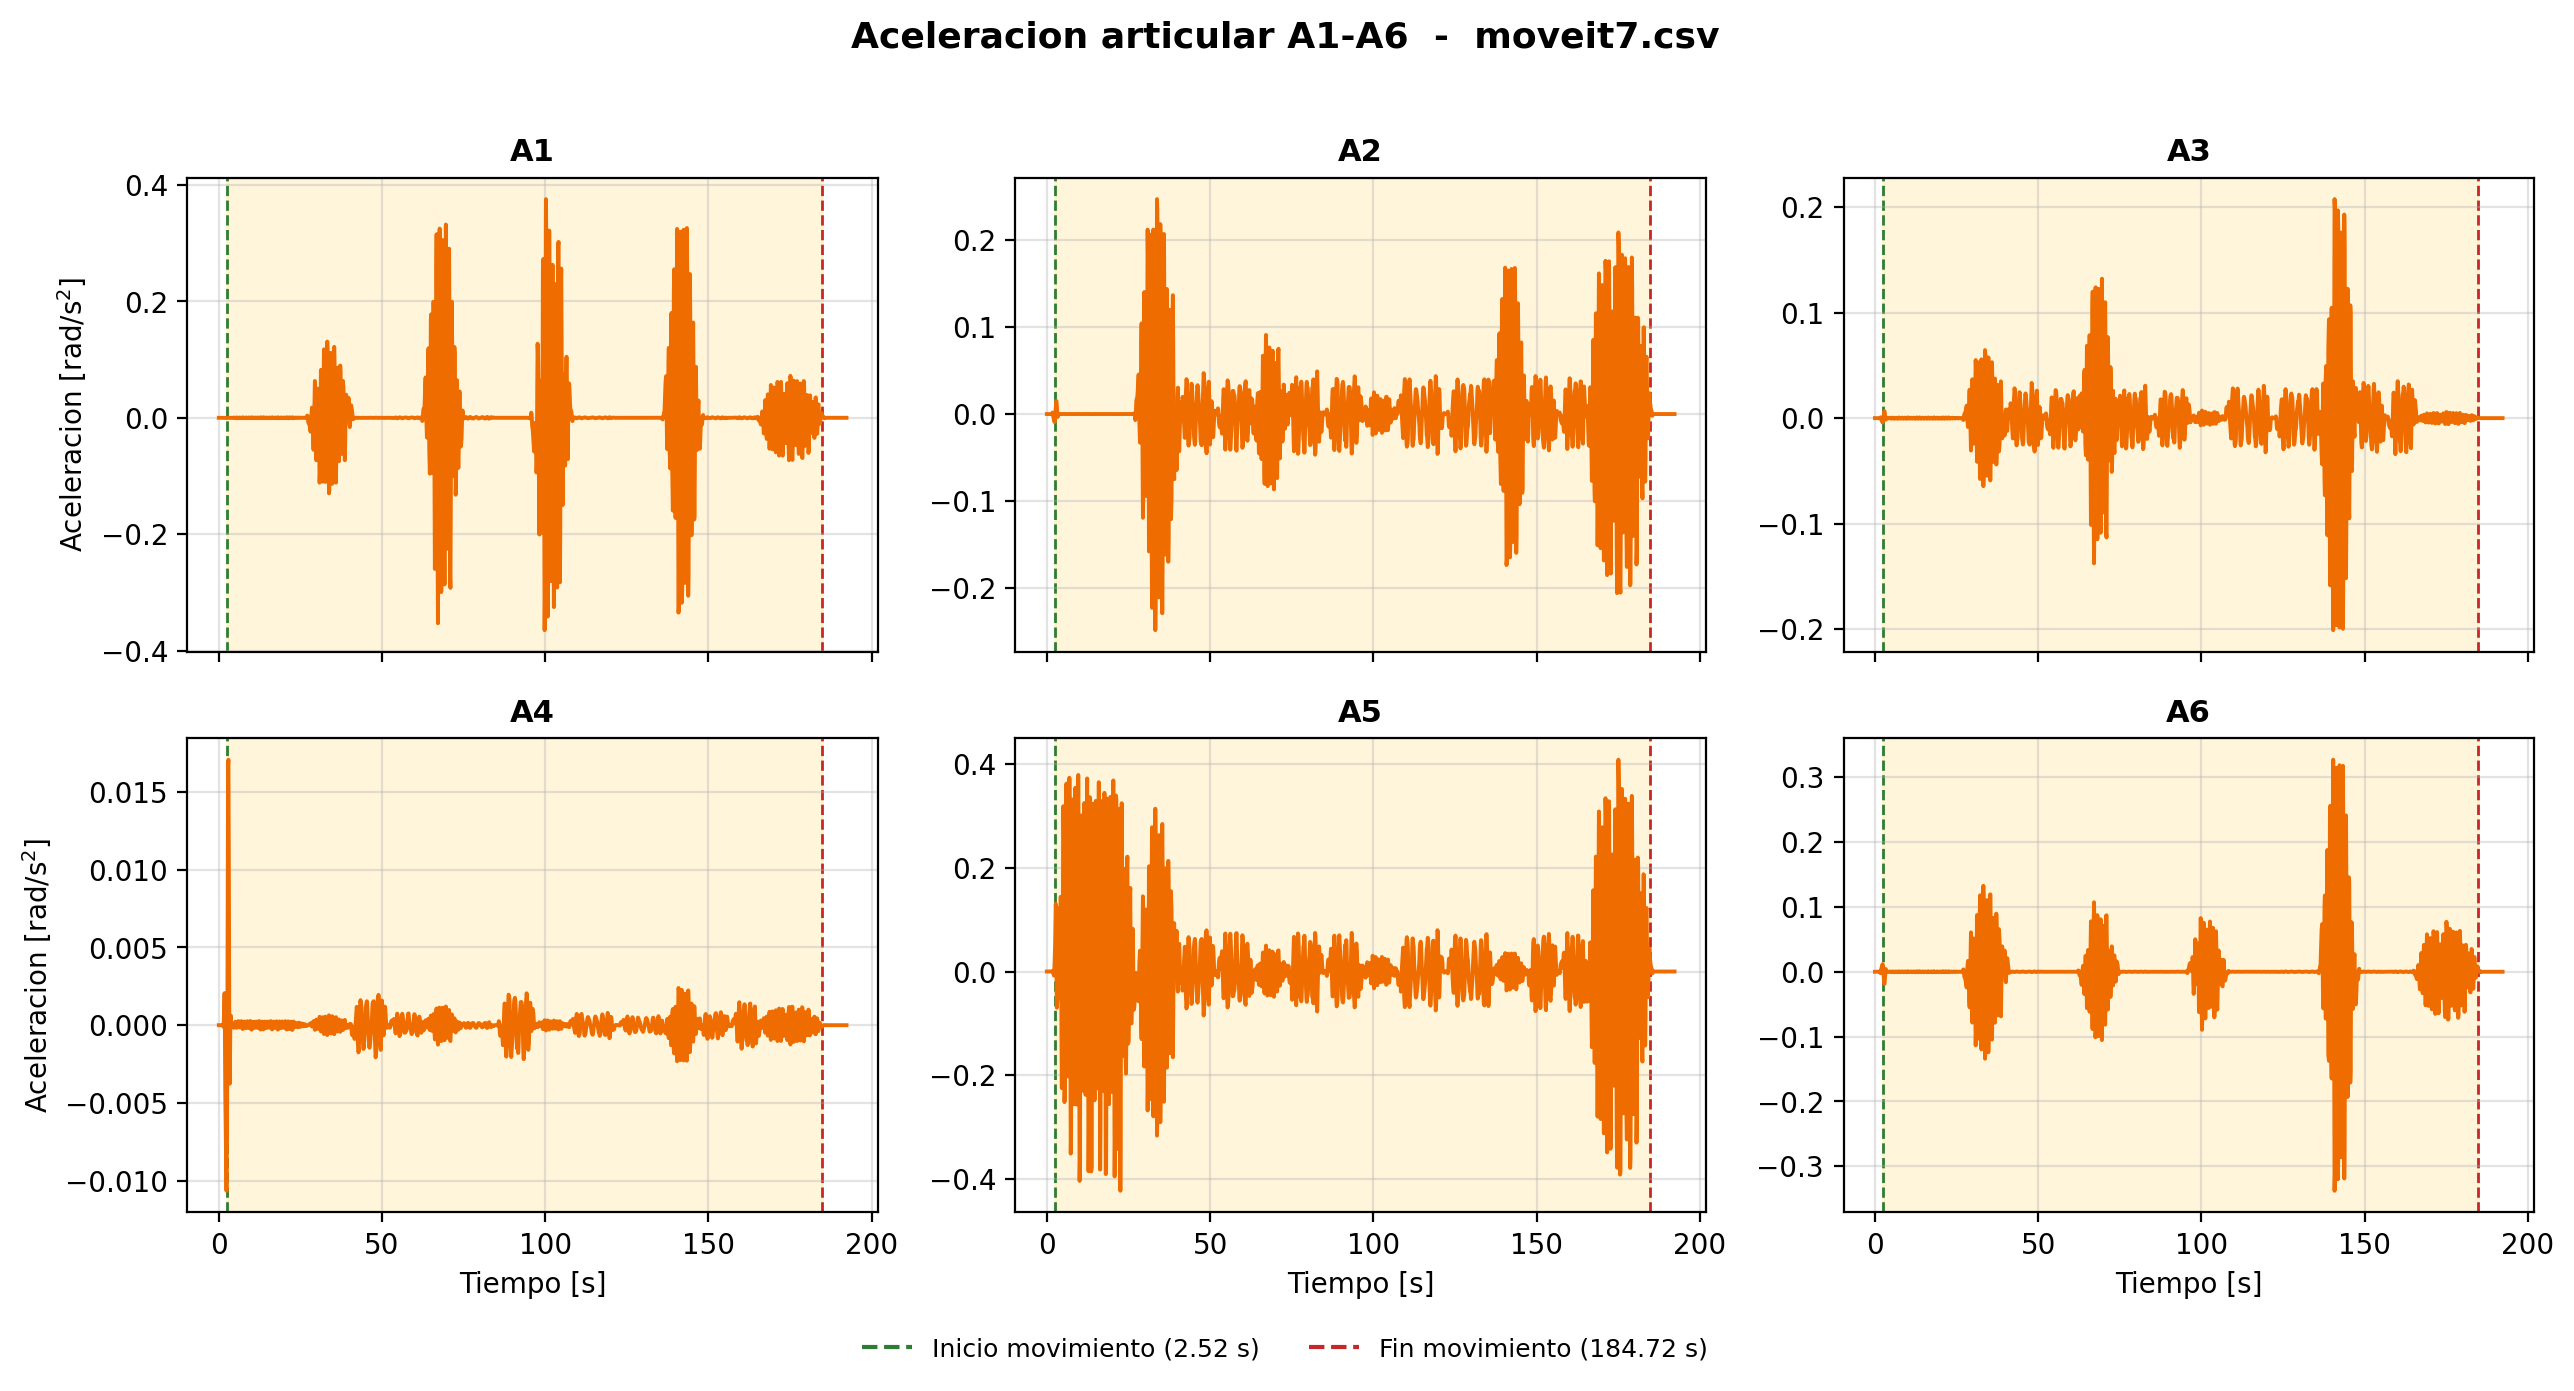 Aceleracion articular A1-A6  -  moveit7.csv
A1
A2
A3
Aceleracion [rad/s²]
0.4
0.2
0.0
−0.2
−0.4
0.2
0.1
0.0
−0.1
−0.2
0.2
0.1
0.0
−0.1
−0.2
A4
A5
A6
Aceleracion [rad/s²]
0.015
0.010
0.005
0.000
−0.005
−0.010
0.4
0.2
0.0
−0.2
−0.4
0.3
0.2
0.1
0.0
−0.1
−0.2
−0.3
0 50 100 150 200
0 50 100 150 200
0 50 100 150 200
Tiempo [s]
Tiempo [s]
Tiempo [s]
Inicio movimiento (2.52 s)
Fin movimiento (184.72 s)